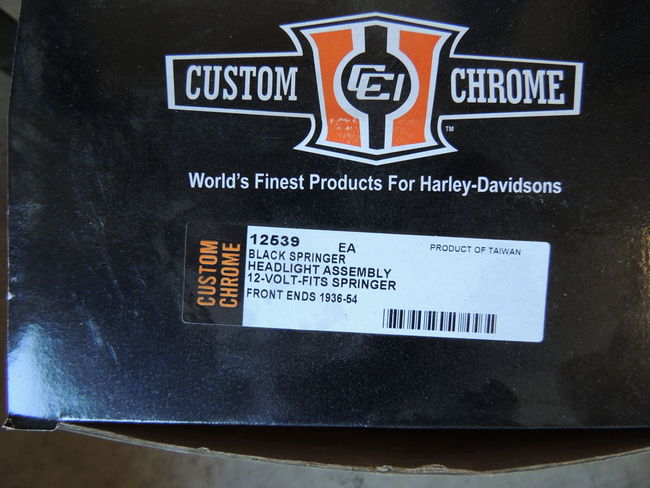 CUSTOM CCI CHROME
TM
World's Finest Products For Harley-Davidsons
CUSTOM
CHROME
12539 EA PRODUCT OF TAIWAN
BLACK SPRINGER
HEADLIGHT ASSEMBLY
12-VOLT-FITS SPRINGER
FRONT ENDS 1936-54